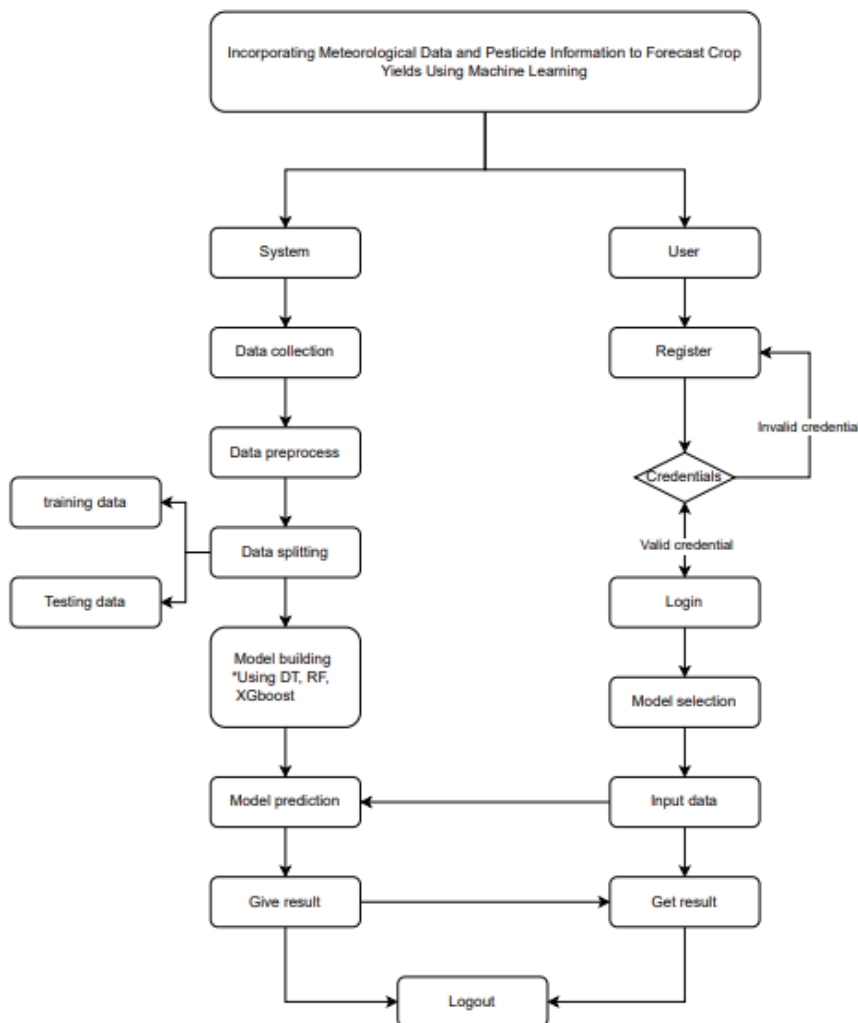 Incorporating Meteorological Data and Pesticide Information to Forecast Crop
Yields Using Machine Learning
System
User
Data collection
Register
Invalid credential
Data preprocess
Credentials
training data
Data splitting
Valid credential
Testing data
Login
Model building
*Using DT, RF,
XGboost
Model selection
Model prediction
Input data
Give result
Get result
Logout